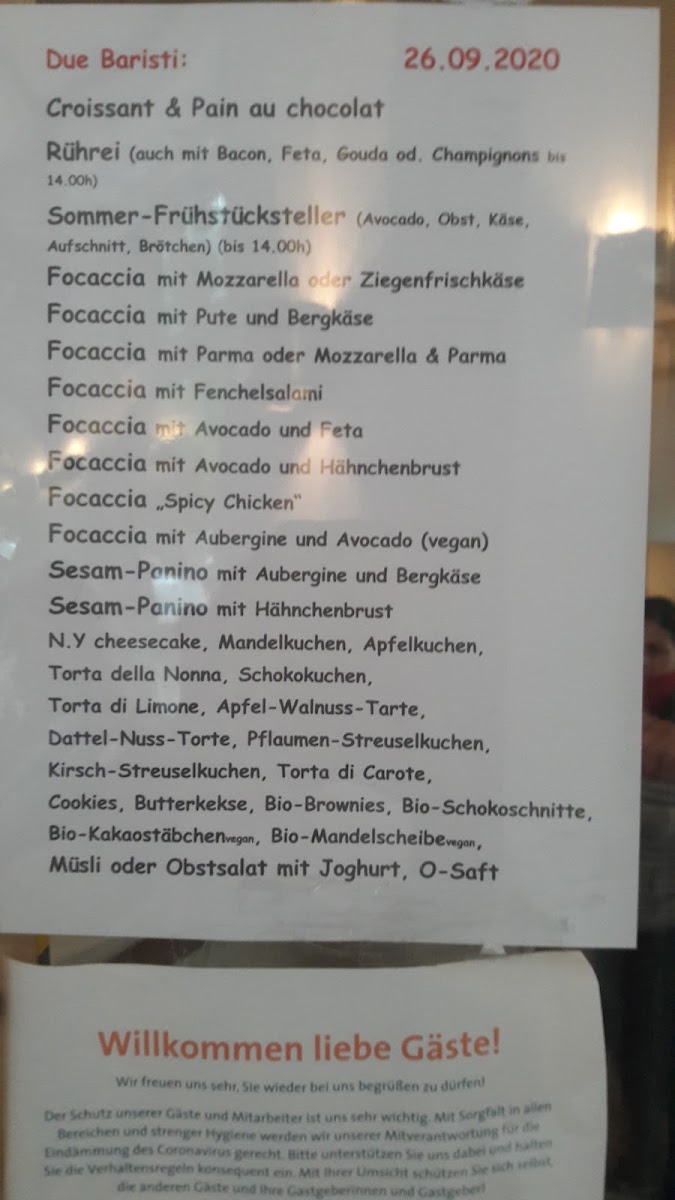 Due Baristi: 26.09.2020
Croissant & Pain au chocolat
Rührei (auch mit Bacon, Feta, Gouda od. Champignons bis
14.00h)
Sommer-Frühstücksteller (Avocado, Obst, Käse,
Aufschnitt, Brötchen) (bis 14.00h)
Focaccia mit Mozzarella oder Ziegenfrischkäse
Focaccia mit Pute und Bergkäse
Focaccia mit Parma oder Mozzarella & Parma
Focaccia mit Fenchelsalami
Focaccia mit Avocado und Feta
Focaccia mit Avocado und Hähnchenbrust
Focaccia „Spicy Chicken“
Focaccia mit Aubergine und Avocado (vegan)
Sesam-Panino mit Aubergine und Bergkäse
Sesam-Panino mit Hähnchenbrust
N.Y cheesecake, Mandelkuchen, Apfelkuchen,
Torta della Nonna, Schokokuchen,
Torta di Limone, Apfel-Walnuss-Tarte,
Dattel-Nuss-Torte, Pflaumen-Streuselkuchen,
Kirsch-Streuselkuchen, Torta di Carote,
Cookies, Butterkekse, Bio-Brownies, Bio-Schokoschnitte,
Bio-Kakaostäbchenvegan, Bio-Mandelscheibevegan,
Müsli oder Obstsalat mit Joghurt, O-Saft
Willkommen liebe Gäste!
Wir freuen uns sehr, Sie wieder bei uns begrüßen zu dürfen!
Der Schutz unserer Gäste und Mitarbeiter ist uns sehr wichtig. Mit Sorgfalt in allen
Bereichen und strenger Hygiene werden wir unserer Mitverantwortung für die
Eindämmung des Coronavirus gerecht. Bitte unterstützen Sie uns dabei und halten
Sie die Verhaltensregeln konsequent ein. Mit Ihrer Umsicht schützen Sie sich selbst,
die anderen Gäste und Ihre Gastgeberinnen und Gastgeber!